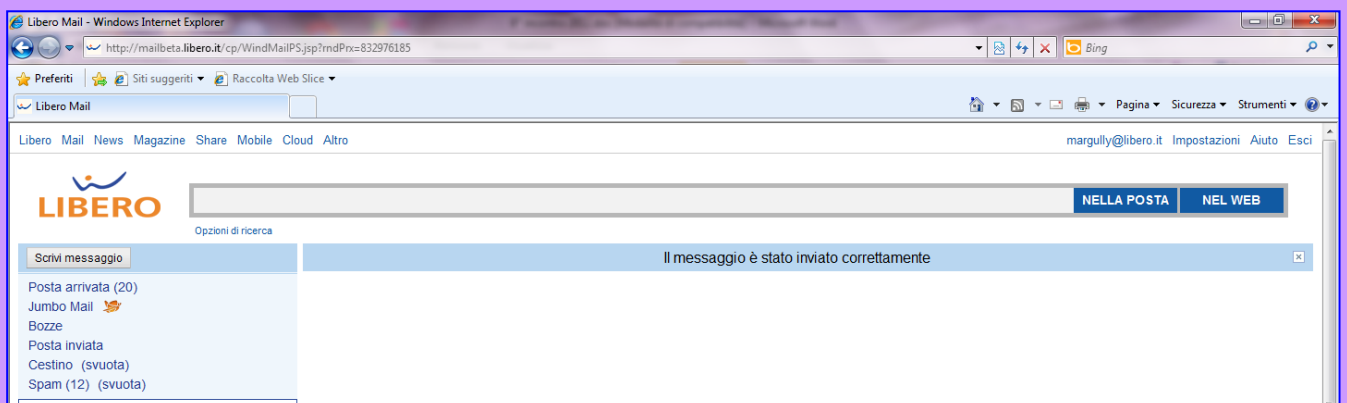 Libero Mail - Windows Internet Explorer
http://mailbeta.libero.it/cp/WindMailPS.jsp?rndPrx=832976185
Bing
Preferiti Siti suggeriti Raccolta Web Slice
Libero Mail
Pagina Sicurezza Strumenti
Libero Mail News Magazine Share Mobile Cloud Altro
margully@libero.it Impostazioni Aiuto Esci
LIBERO
NELLA POSTA NEL WEB
Opzioni di ricerca
Scrivi messaggio
Il messaggio è stato inviato correttamente
Posta arrivata (20)
Jumbo Mail
Bozze
Posta inviata
Cestino (svuota)
Spam (12) (svuota)